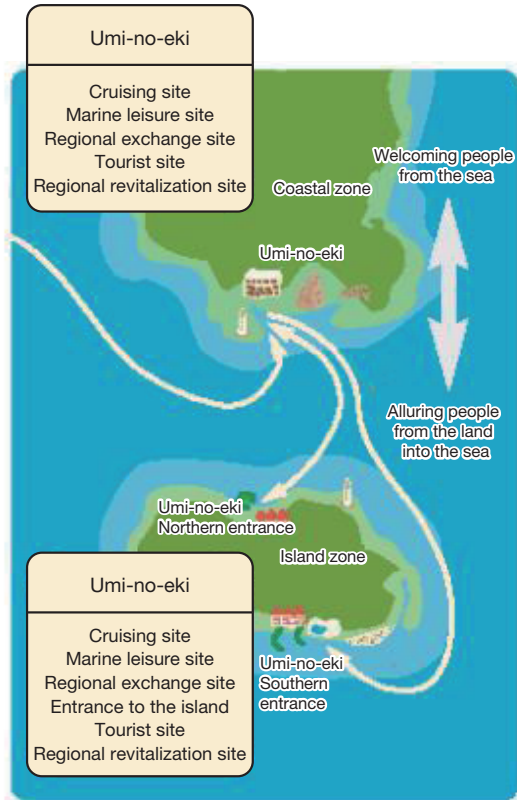 Umi-no-eki
Cruising site
Marine leisure site
Regional exchange site
Tourist site
Regional revitalization site
Welcoming people
from the sea
Coastal zone
Umi-no-eki
Alluring people
from the land
into the sea
Umi-no-eki
Northern entrance
Island zone
Umi-no-eki
Cruising site
Marine leisure site
Regional exchange site
Entrance to the island
Tourist site
Regional revitalization site
Umi-no-eki
Southern
entrance